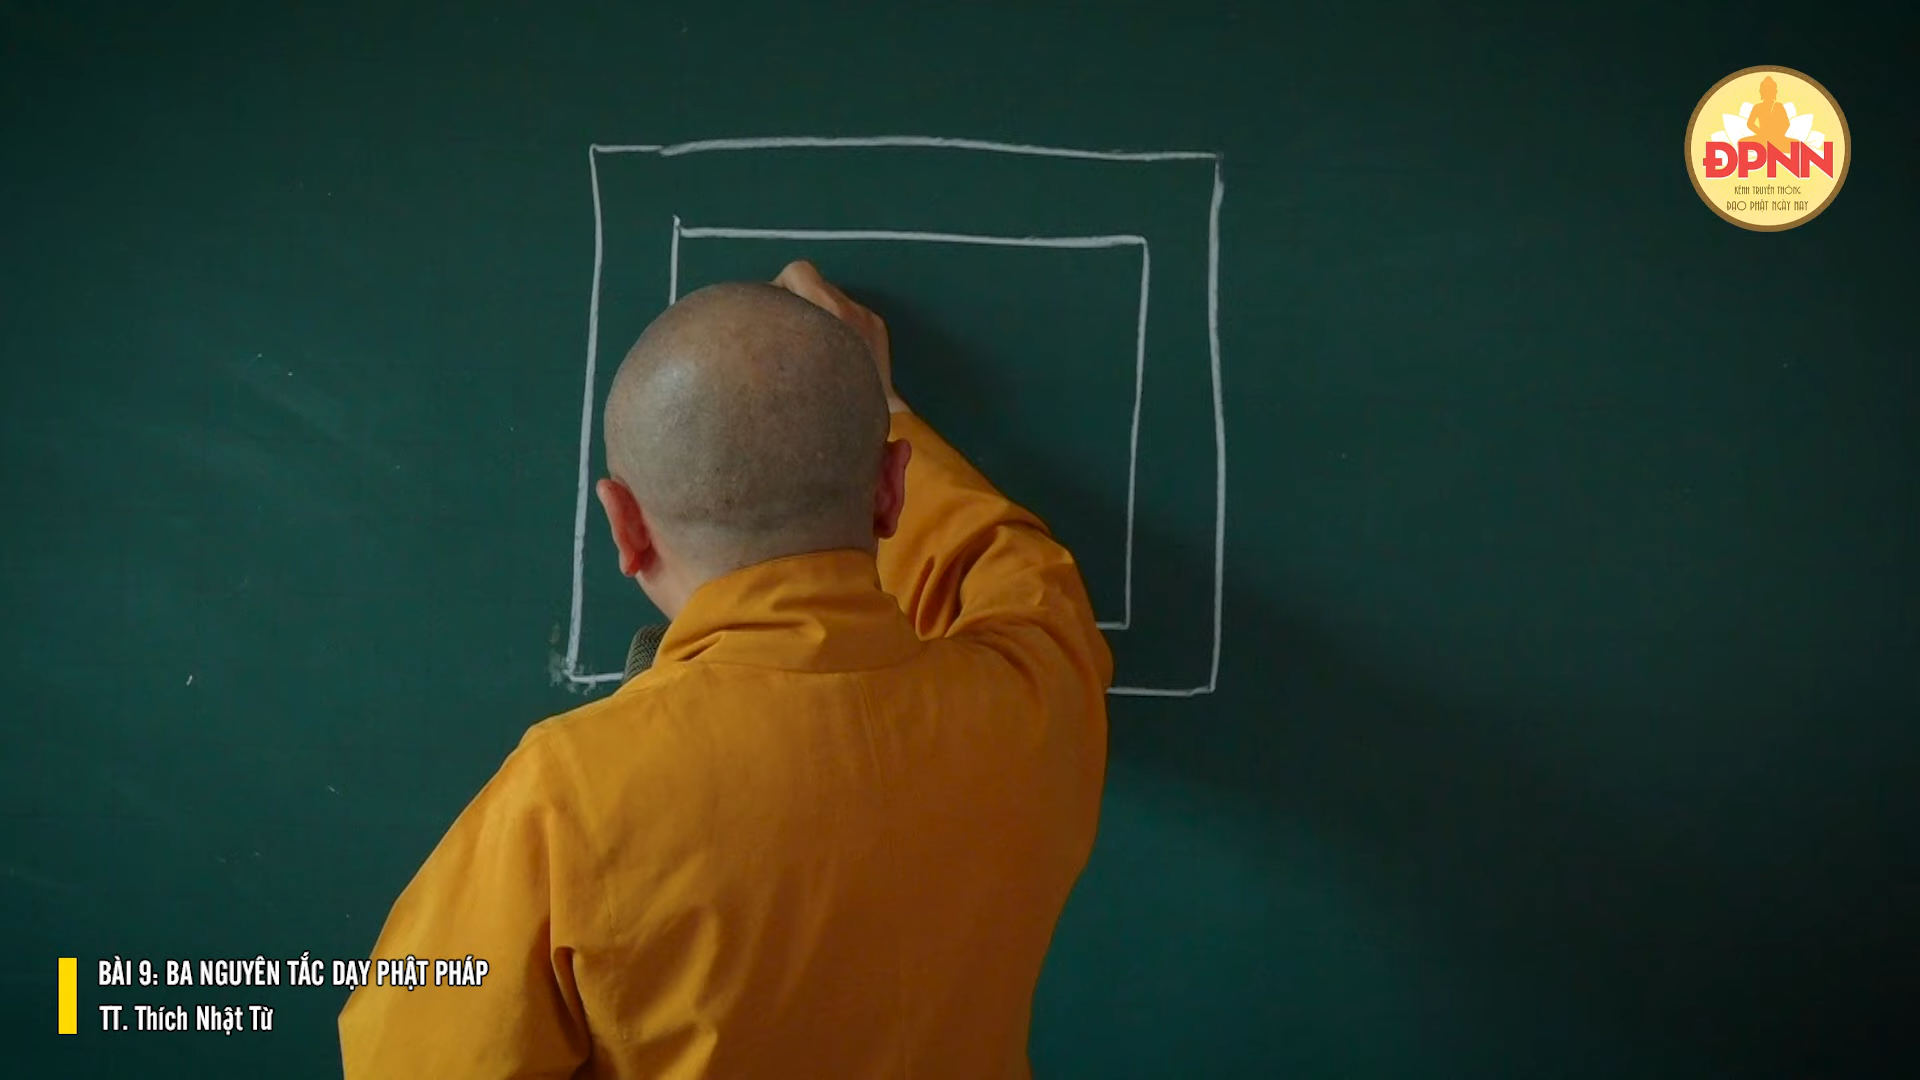 ĐPNN
KÊNH TRUYỀN THÔNG
ĐẠO PHẬT NGÀY NAY
BÀI 9: BA NGUYÊN TẮC DẠY PHẬT PHÁP
TT. Thích Nhật Từ